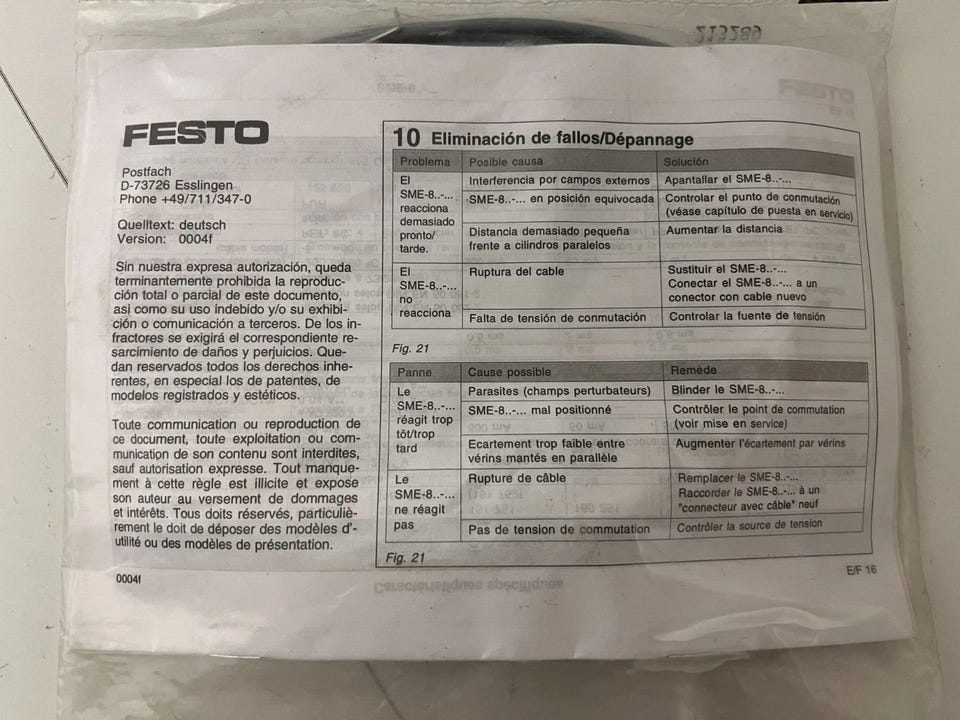 FESTO
Postfach
D-73726 Esslingen
Phone +49/711/347-0
Quelltext: deutsch
Version: 0004f
Sin nuestra expresa autorización, queda
terminantemente prohibida la reproduc-
ción total o parcial de este documento,
asi como su uso indebido y/o su exhibi-
ción o comunicación a terceros. De los in-
fractores se exigirá el correspondiente re-
sarcimiento de daños y perjuicios. Que-
dan reservados todos los derechos inhe-
rentes, en especial los de patentes, de
modelos registrados y estéticos.
Toute communication ou reproduction de
ce document, toute exploitation ou com-
munication de son contenu sont interdites,
sauf autorisation expresse. Tout manque-
ment à cette règle est illicite et expose
son auteur au versement de dommages
et intérêts. Tous droits réservés, particuliè-
rement le droit de déposer des modèles d'-
utilité ou des modèles de présentation.
0004f
10 Eliminación de fallos/Dépannage
Problema Posible causa Solución
El Interferencia por campos externos Apantallar el SME-8..-...
SME-8..-... SME-8..-... en posición equivocada Controlar el punto de conmutación
reacciona (véase capítulo de puesta en servicio)
demasiado Distancia demasiado pequeña Aumentar la distancia
pronto/ frente a cilindros paralelos
tarde.
El Ruptura del cable Sustituir el SME-8..-...
SME-8..-... Conectar el SME-8..-... a un
no conector con cable nuevo
reacciona Falta de tensión de conmutación Controlar la fuente de tensión
Fig. 21
Panne Cause possible Remède
Le Parasites (champs perturbateurs) Blinder le SME-8..-...
SME-8..-... SME-8..-... mal positionné Contrôler le point de commutation
réagit trop (voir mise en service)
tôt/trop Ecartement trop faible entre Augmenter l'écartement par vérins
tard vérins mantés en parallèle
Le Rupture de câble Remplacer le SME-8..-...
SME-8..-... Raccorder le SME-8..-... à un
ne réagit "connecteur avec câble" neuf
pas Pas de tension de commutation Contrôler la source de tension
Fig. 21
E/F 16